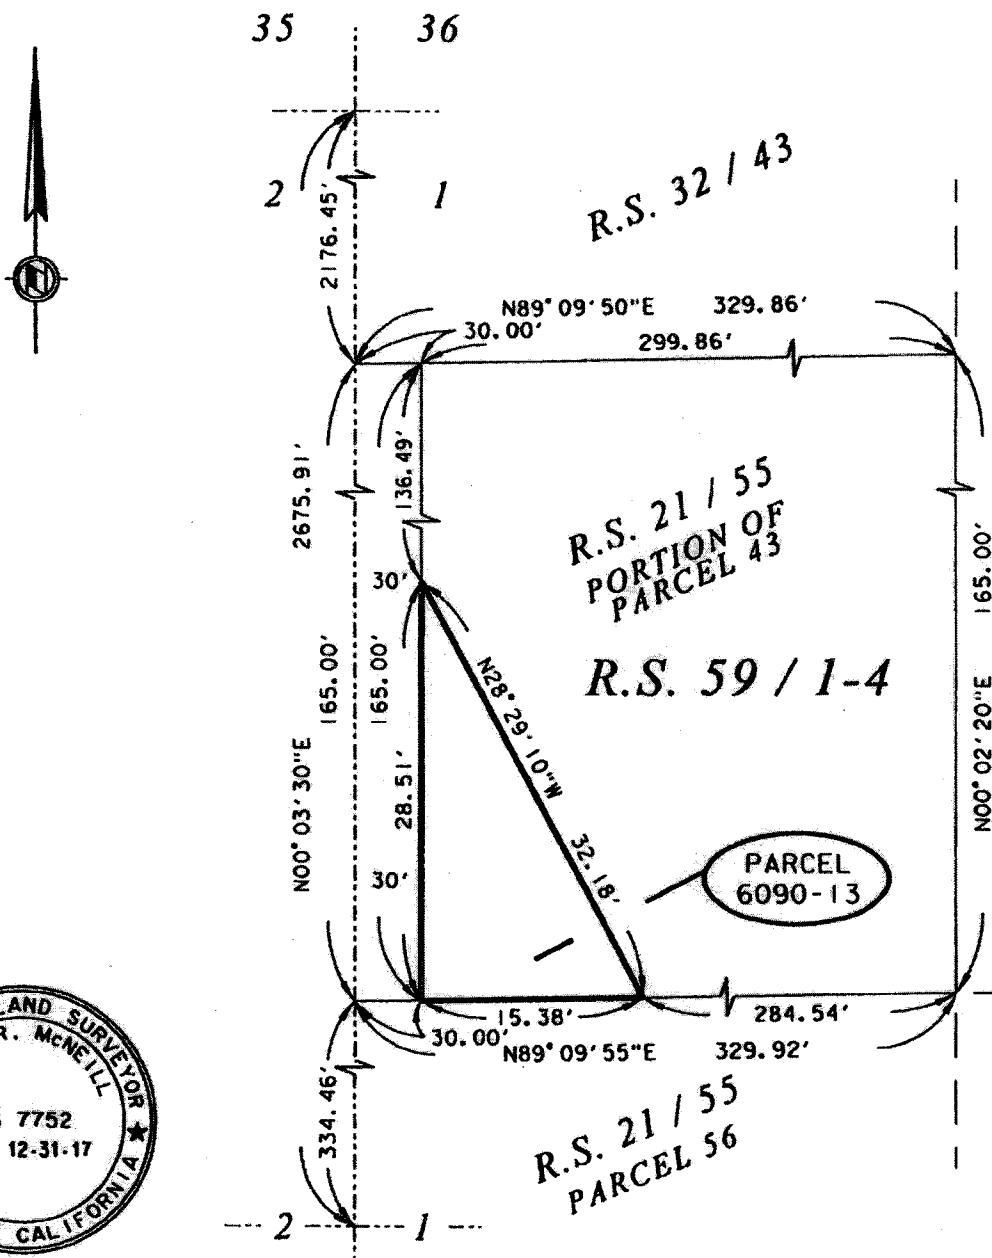 35 36
2 1
R.S. 32 / 43
2176.45'
N89°09'50"E 329.86'
30.00'
299.86'
2675.91'
136.49'
R.S. 21 / 55
PORTION OF
PARCEL 43
30'
165.00'
165.00'
165.00'
R.S. 59 / 1-4
N28°29'10"W
32.18'
N00°03'30"E
28.51'
N00°02'20"E
30'
PARCEL
6090-13
15.38'
284.54'
30.00'
N89°09'55"E 329.92'
334.46'
R.S. 21 / 55
PARCEL 56
LAND SURVEYOR
R. McNEILL
7752
12-31-17
CALIFORNIA
2 1